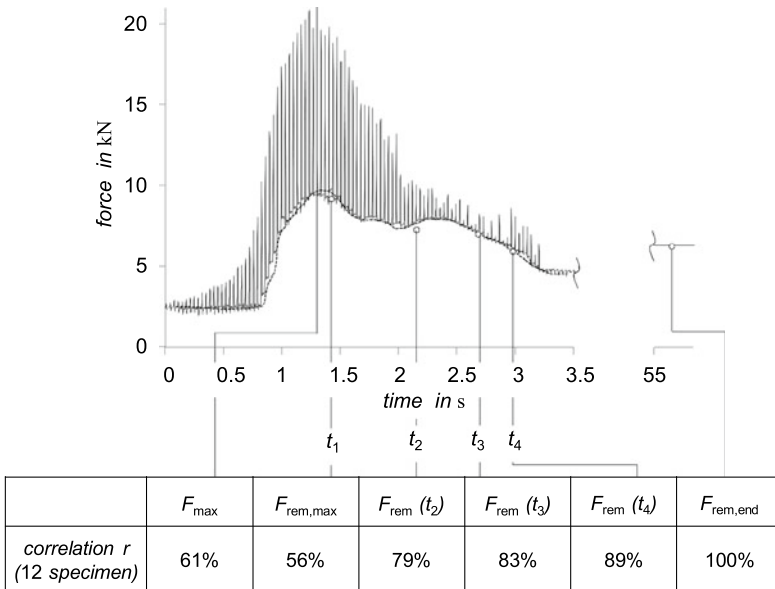 20
15
10
5
0
force in kN
0 0.5 1 1.5 2 2.5 3 3.5 55
time in s
t1 t2 t3 t4
Fmax Frem,max Frem (t2) Frem (t3) Frem (t4) Frem,end
correlation r
(12 specimen) 61% 56% 79% 83% 89% 100%